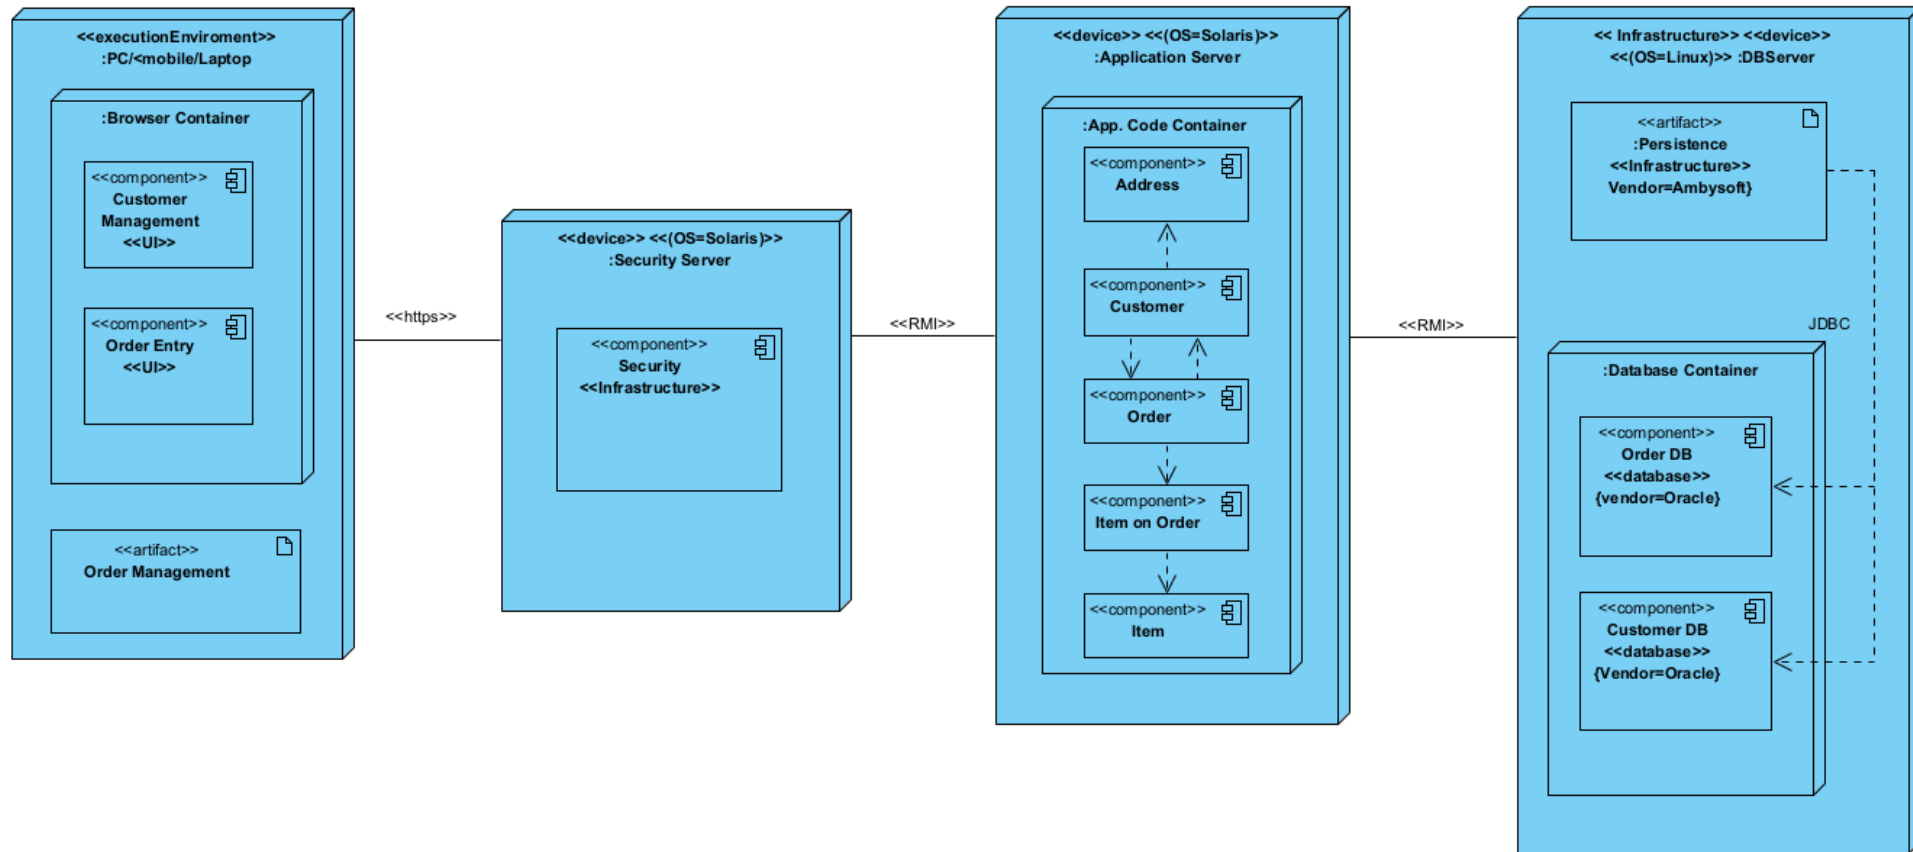 <<executionEnviroment>>
:PC/<mobile/Laptop
:Browser Container
<<component>>
Customer
Management
<<UI>>
<<component>>
Order Entry
<<UI>>
<<artifact>>
Order Management
<<https>>
<<device>> <<(OS=Solaris)>>
:Security Server
<<component>>
Security
<<Infrastructure>>
<<RMI>>
<<device>> <<(OS=Solaris)>>
:Application Server
:App. Code Container
<<component>>
Address
<<component>>
Customer
<<component>>
Order
<<component>>
Item on Order
<<component>>
Item
<<RMI>>
<< Infrastructure>> <<device>>
<<(OS=Linux)>> :DBServer
<<artifact>>
:Persistence
<<Infrastructure>>
Vendor=Ambysoft}
JDBC
:Database Container
<<component>>
Order DB
<<database>>
{vendor=Oracle}
<<component>>
Customer DB
<<database>>
{Vendor=Oracle}